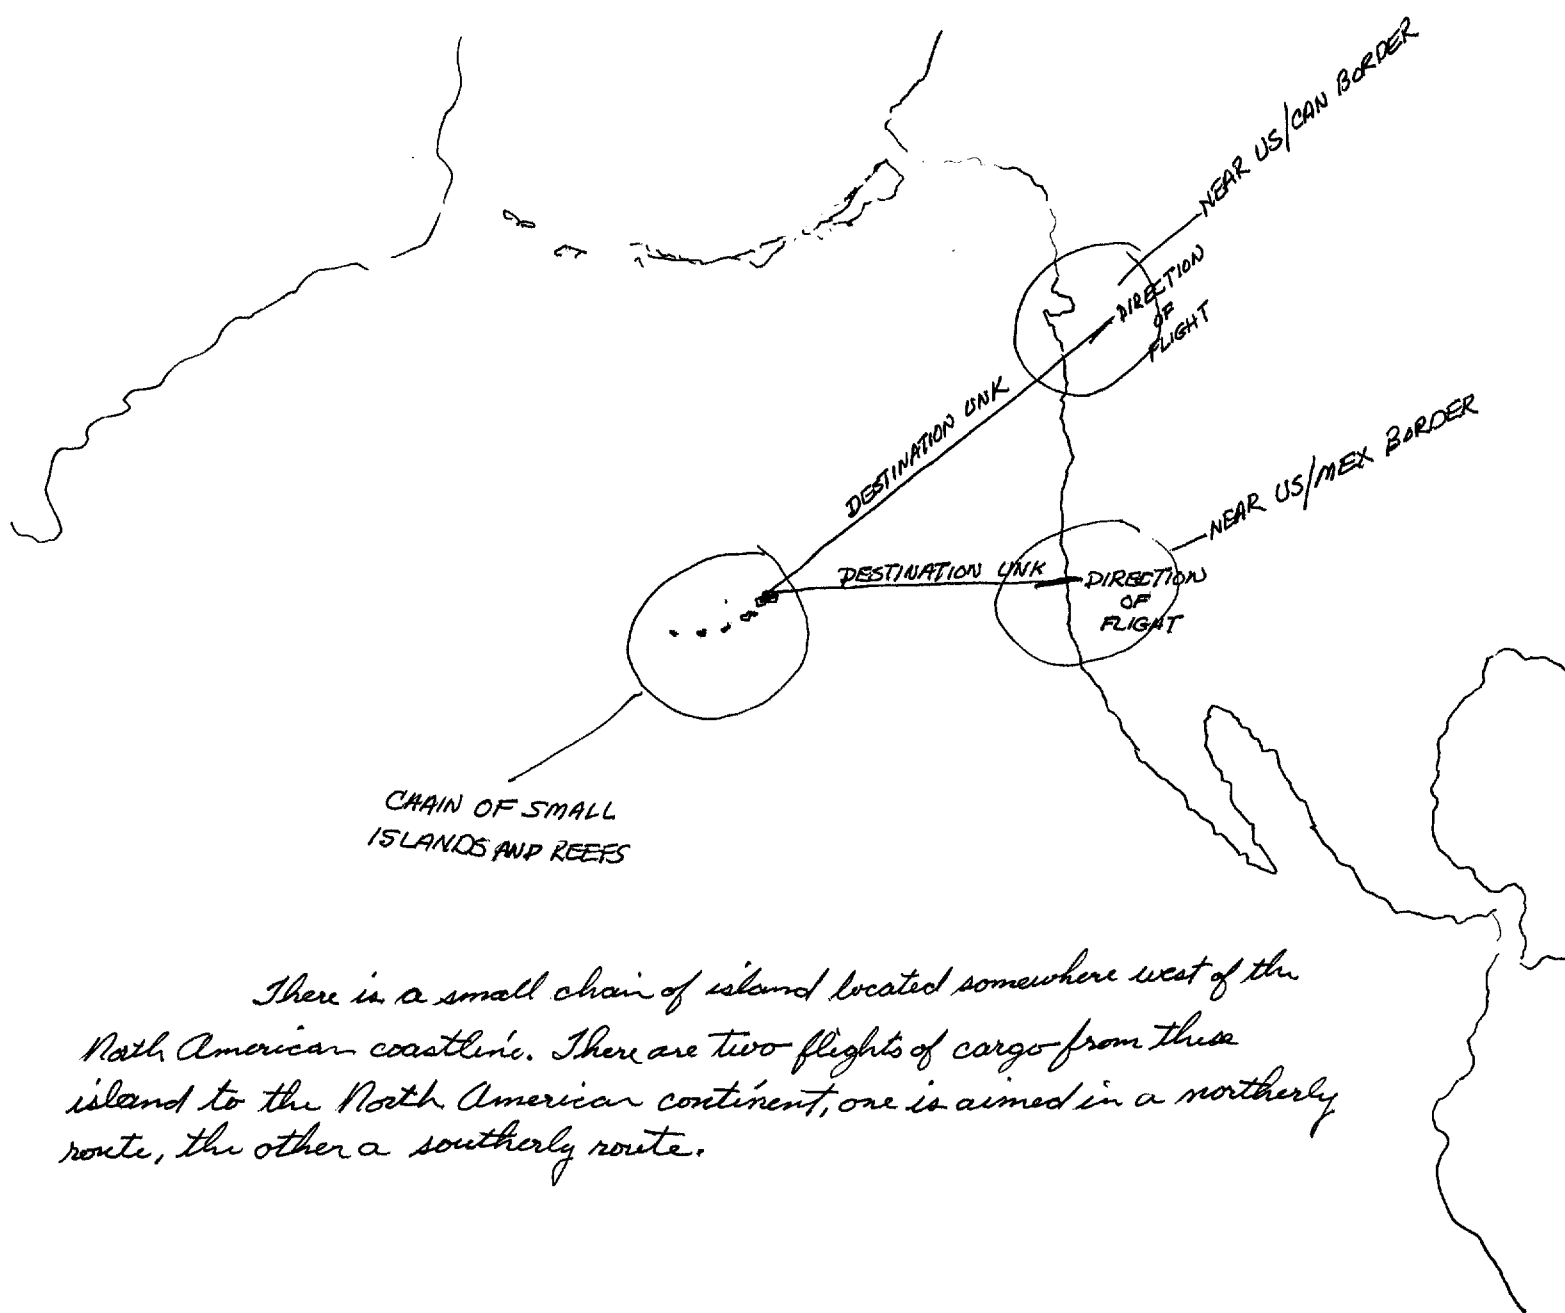 NEAR US/CAN BORDER
DIRECTION
OF
FLIGHT
DESTINATION UNK
NEAR US/MEX BORDER
DESTINATION UNK
DIRECTION
OF
FLIGHT
CHAIN OF SMALL
ISLANDS AND REEFS
There is a small chain of island located somewhere west of the
North American coastline. There are two flights of cargo from these
island to the North American continent, one is aimed in a northerly
route, the other a southerly route.